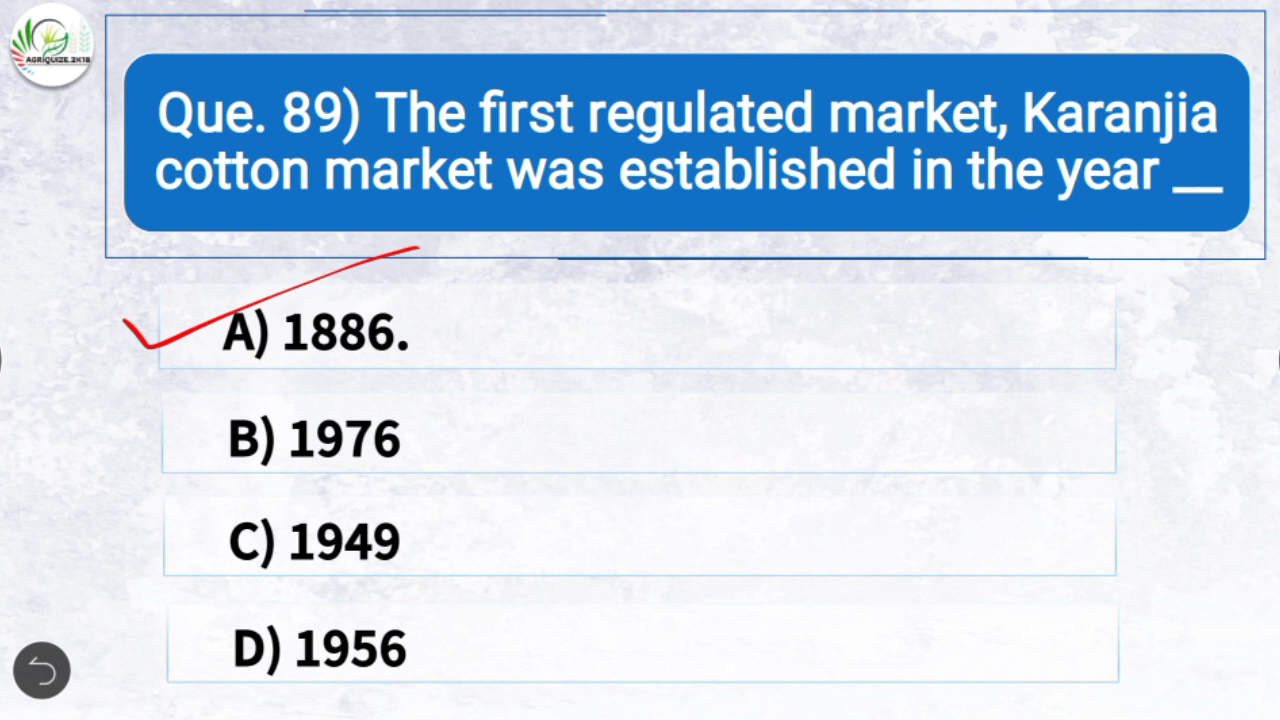 AGRIQUIZE.2K18
Que. 89) The first regulated market, Karanjia
cotton market was established in the year __
A) 1886.
B) 1976
C) 1949
D) 1956